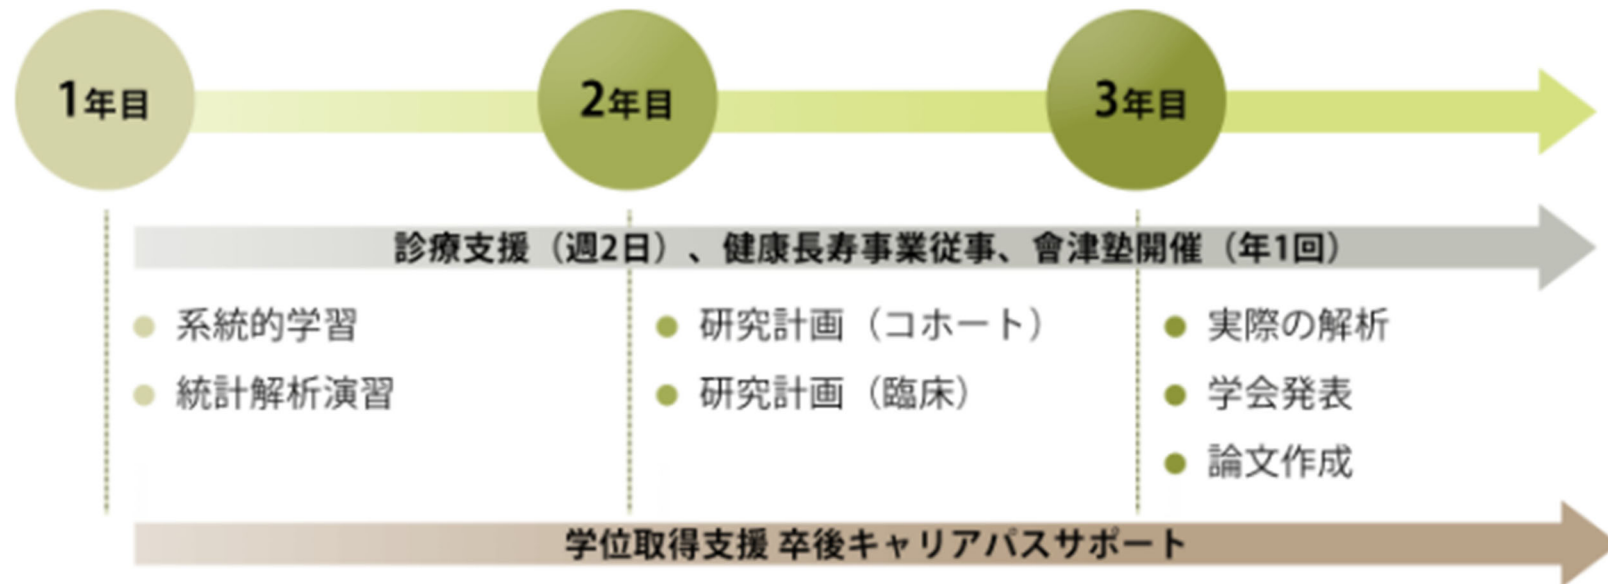 1年目
2年目
3年目
診療支援（週2日）、健康長寿事業従事、會津塾開催（年1回）
系統的学習
統計解析演習
研究計画（コホート）
研究計画（臨床）
実際の解析
学会発表
論文作成
学位取得支援 卒後キャリアパスサポート